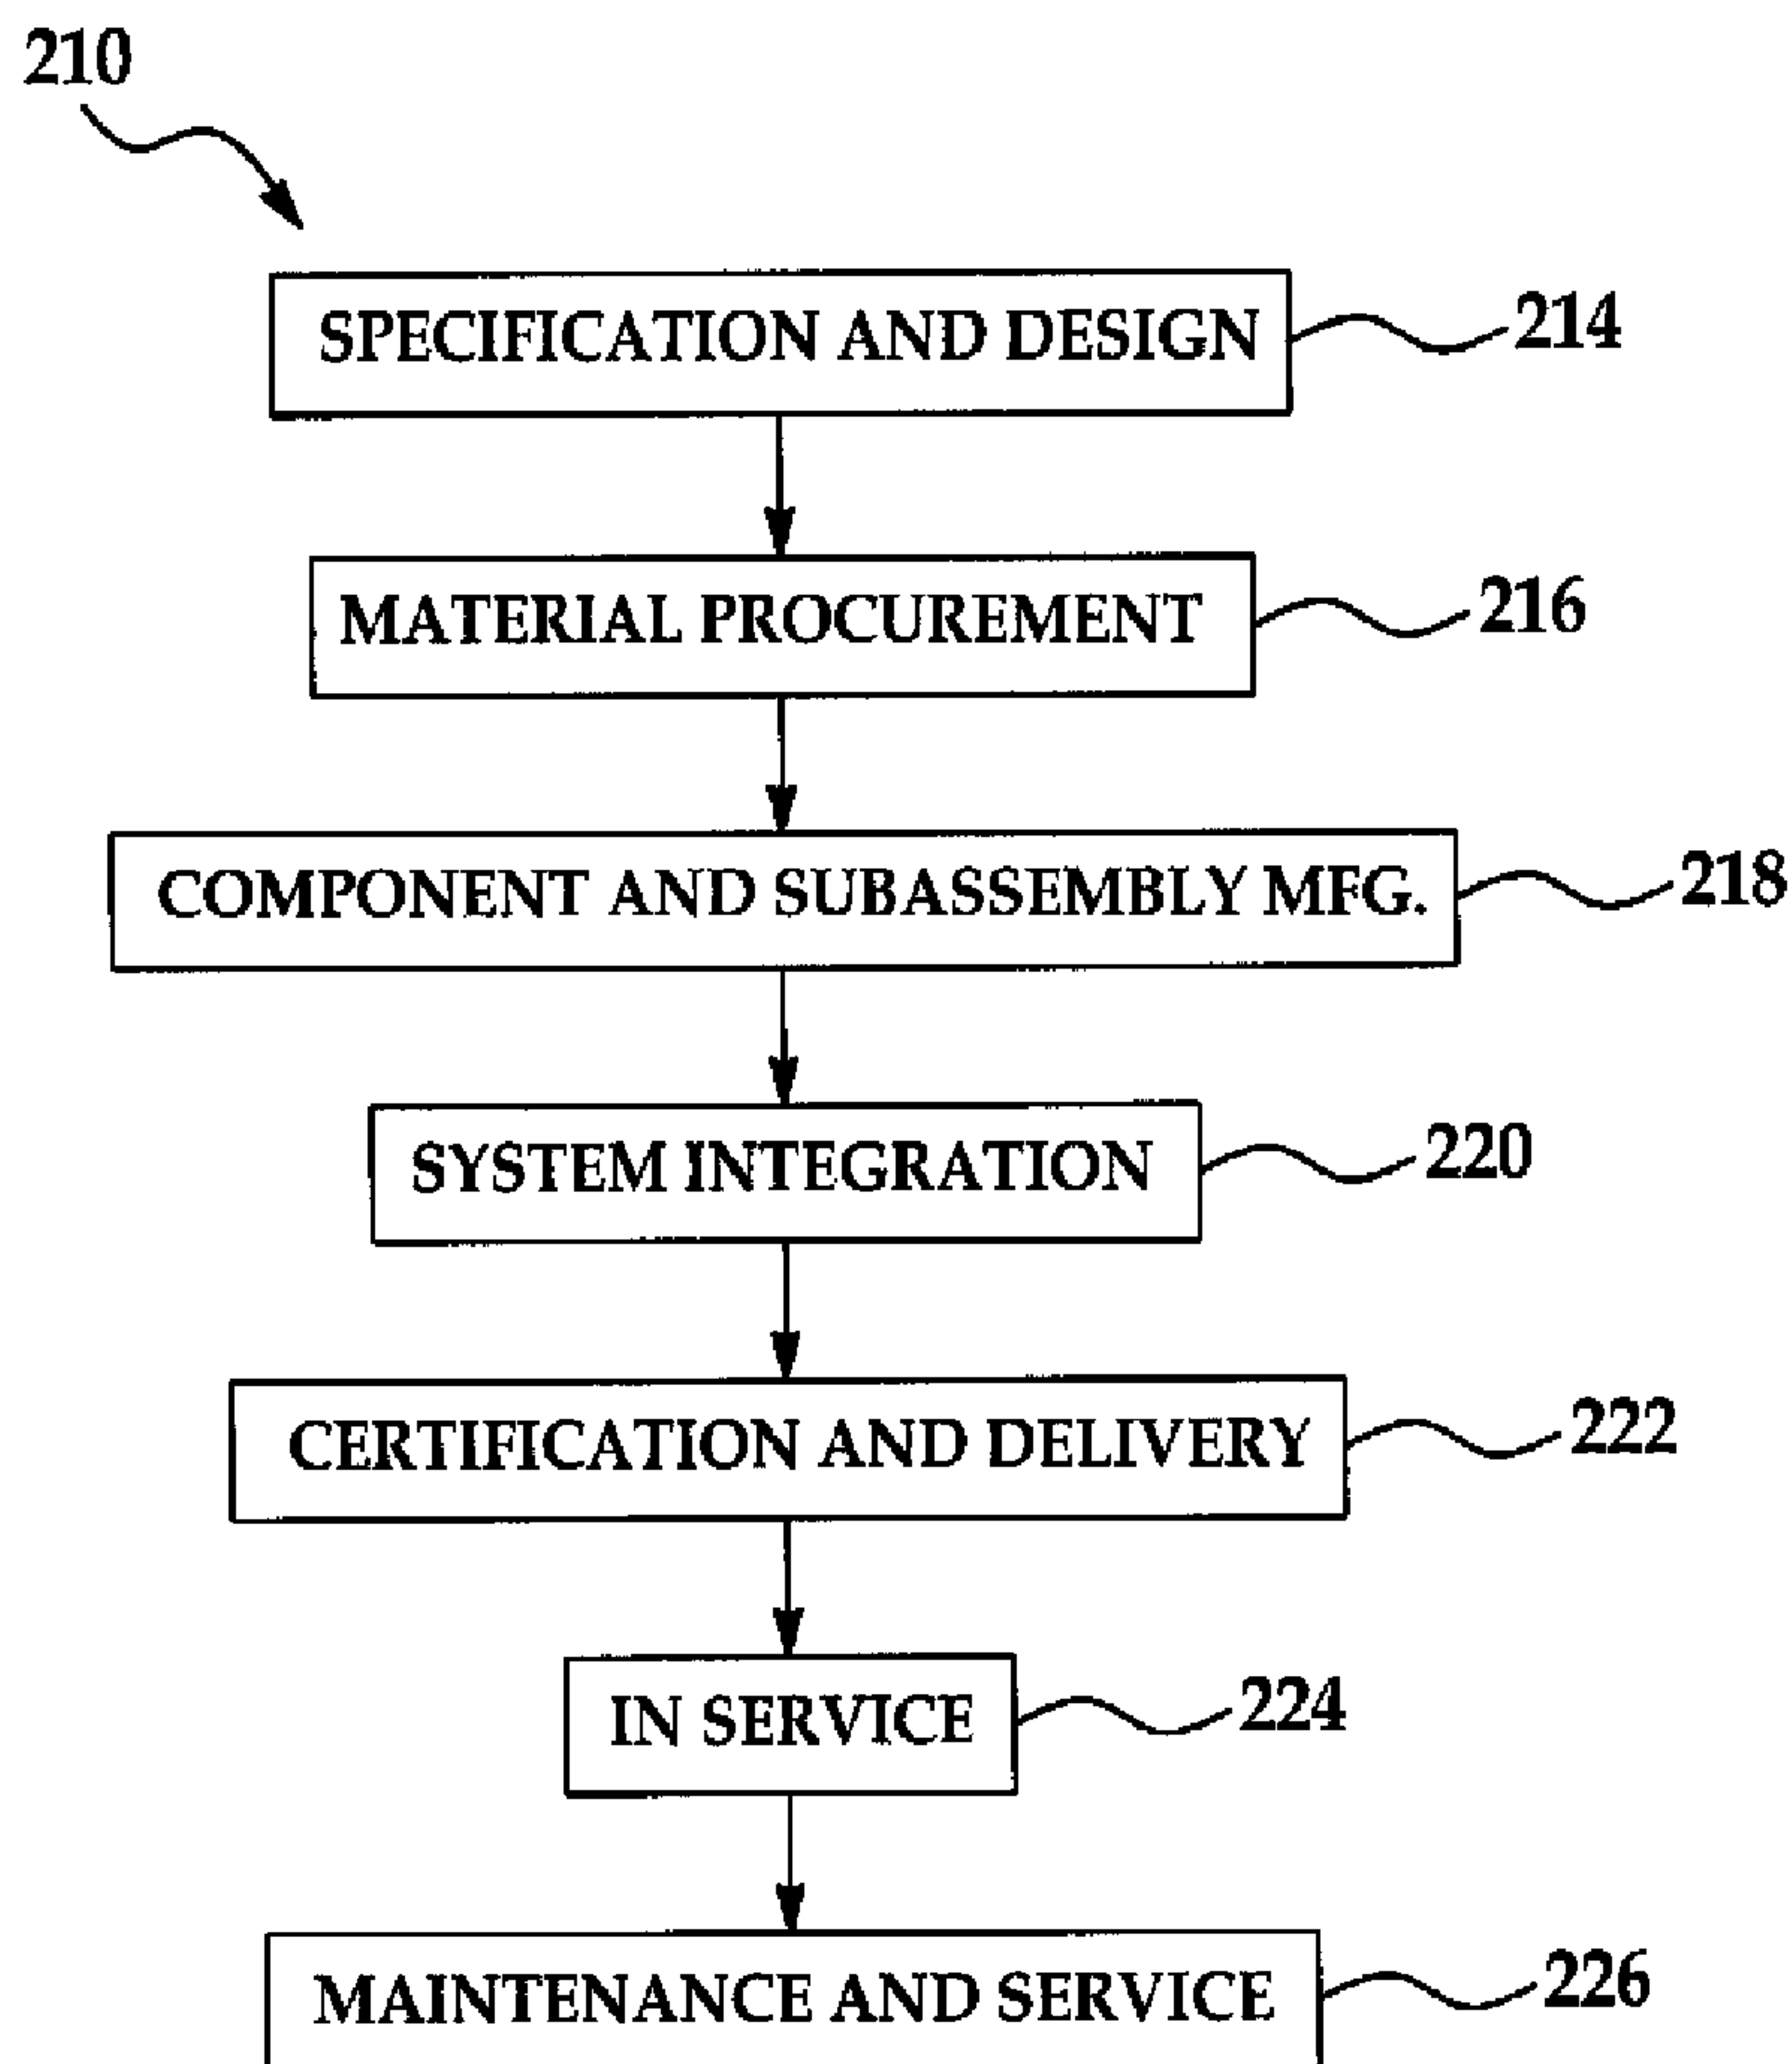 210
SPECIFICATION AND DESIGN 214
MATERIAL PROCUREMENT 216
COMPONENT AND SUBASSEMBLY MFG. 218
SYSTEM INTEGRATION 220
CERTIFICATION AND DELIVERY 222
IN SERVICE 224
MAINTENANCE AND SERVICE 226